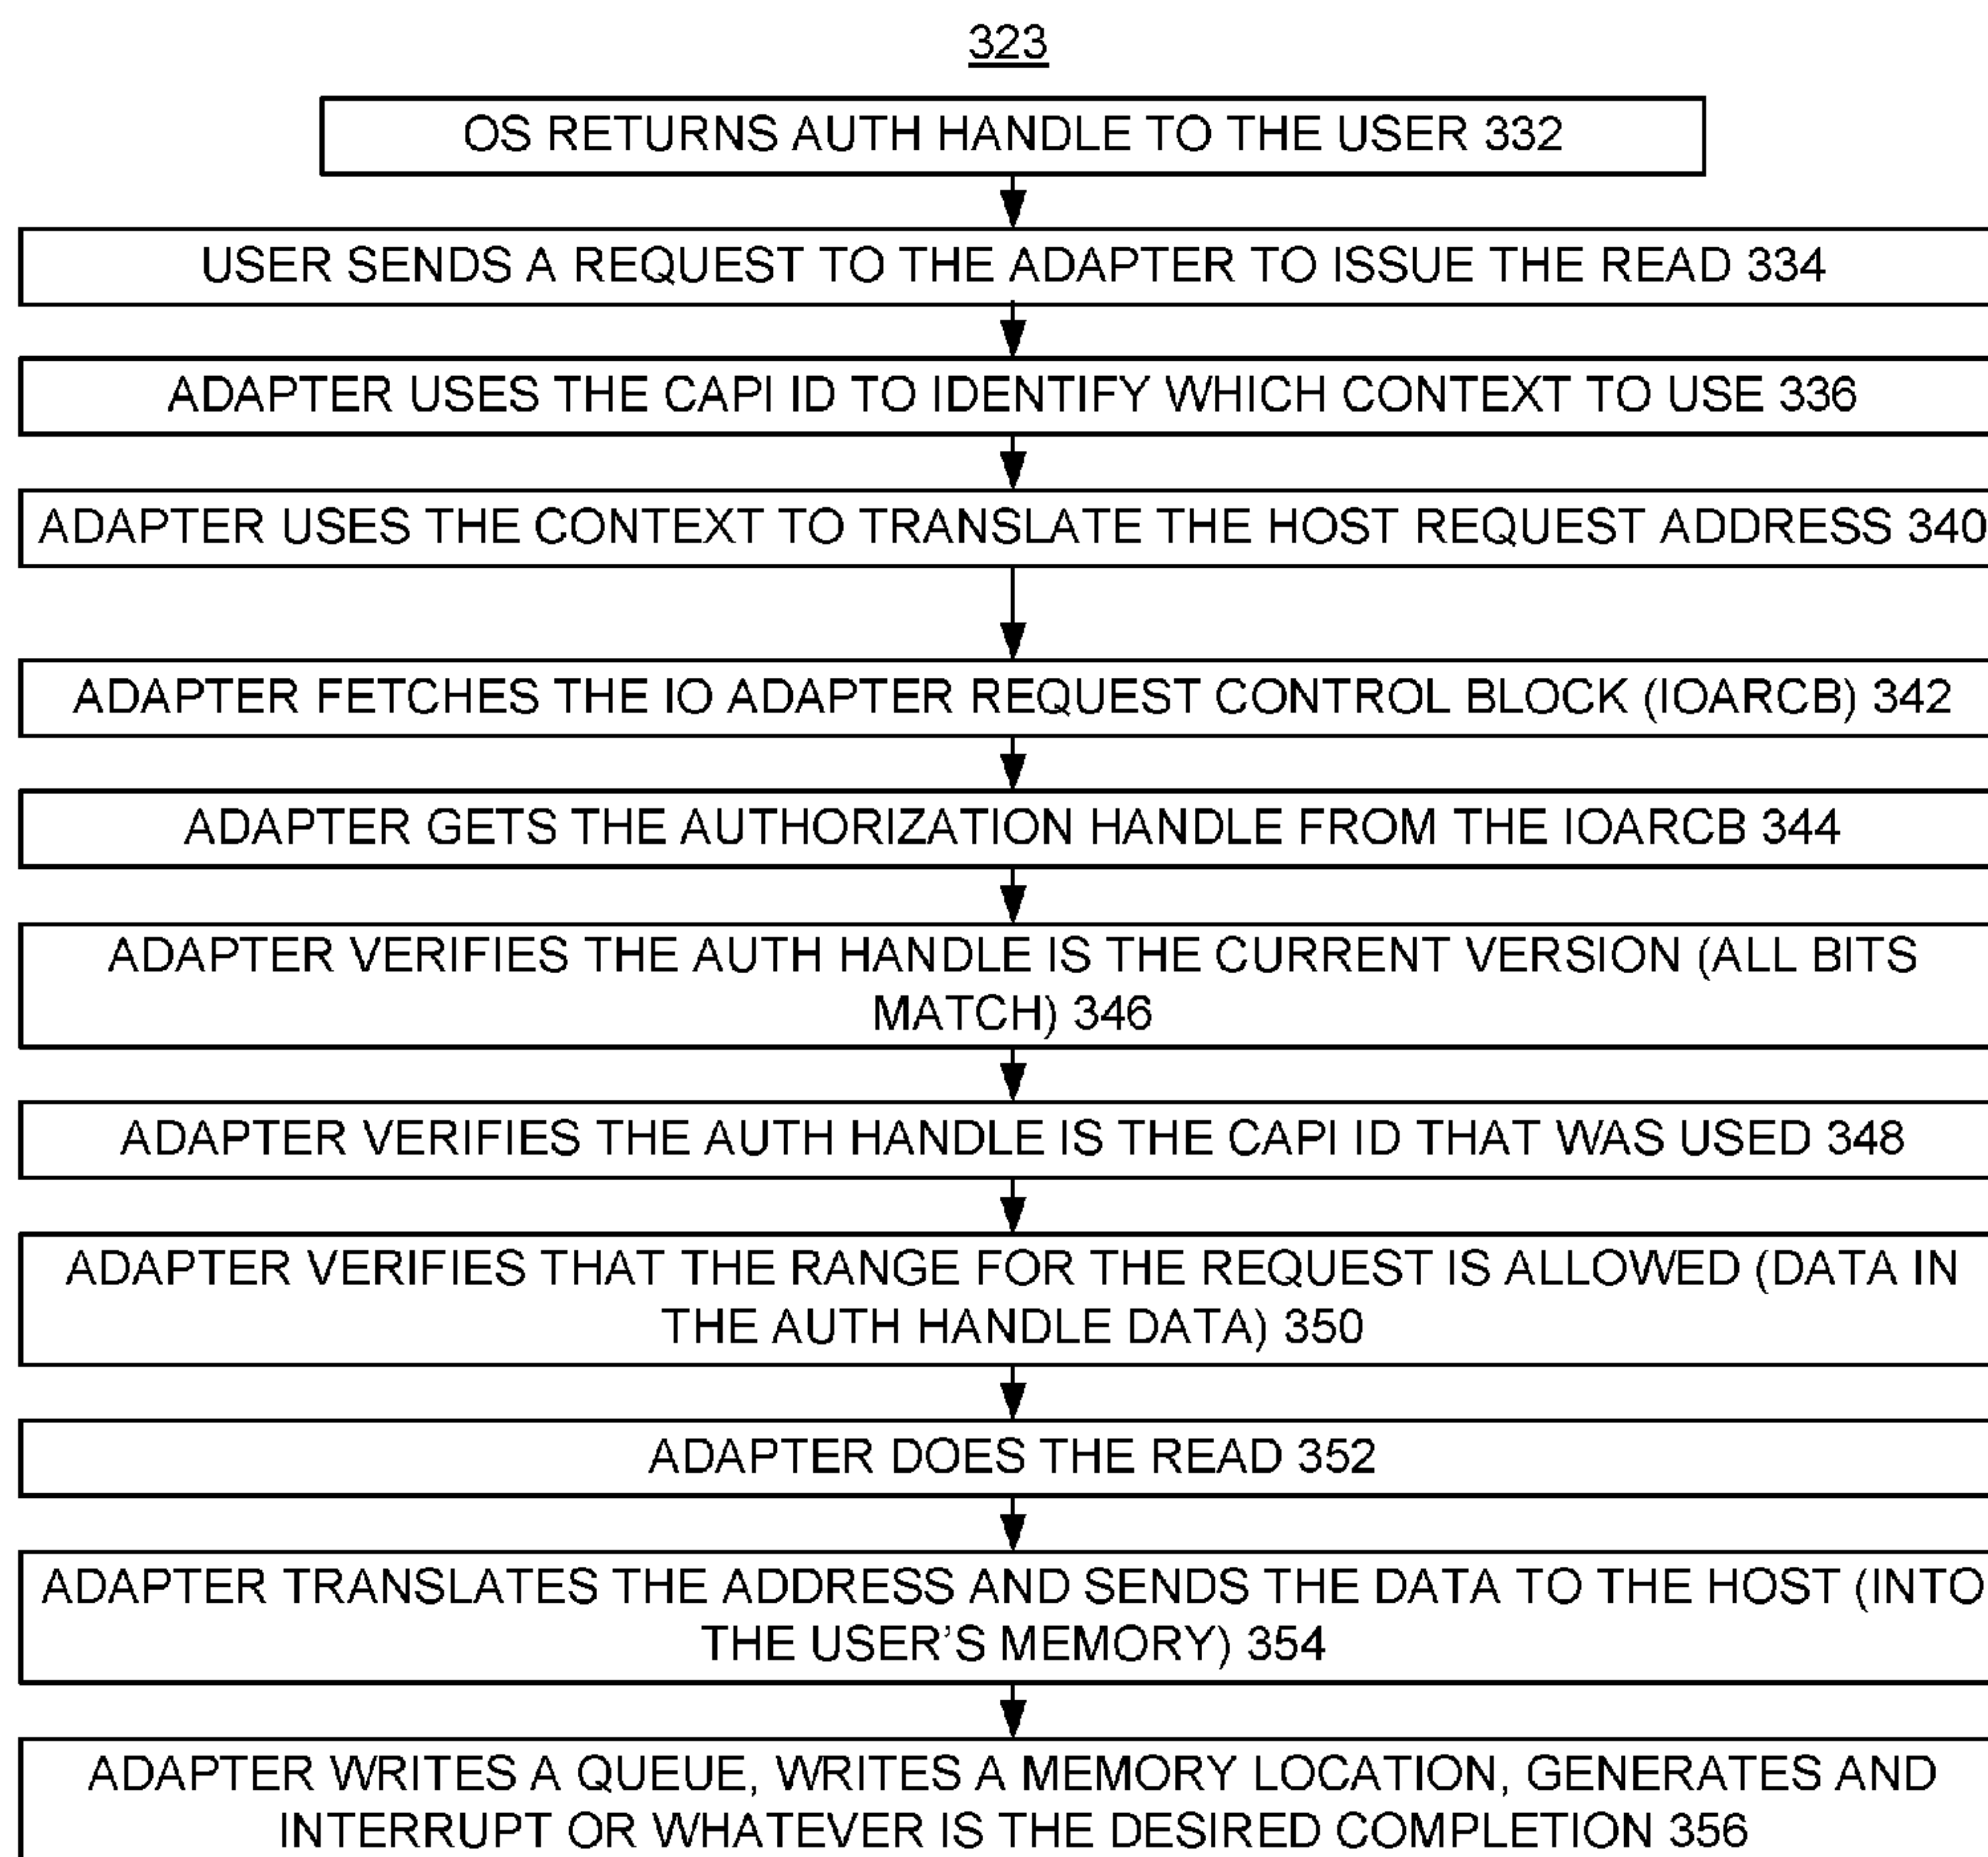 323
OS RETURNS AUTH HANDLE TO THE USER 332
USER SENDS A REQUEST TO THE ADAPTER TO ISSUE THE READ 334
ADAPTER USES THE CAPI ID TO IDENTIFY WHICH CONTEXT TO USE 336
ADAPTER USES THE CONTEXT TO TRANSLATE THE HOST REQUEST ADDRESS 340
ADAPTER FETCHES THE IO ADAPTER REQUEST CONTROL BLOCK (IOARCB) 342
ADAPTER GETS THE AUTHORIZATION HANDLE FROM THE IOARCB 344
ADAPTER VERIFIES THE AUTH HANDLE IS THE CURRENT VERSION (ALL BITS
MATCH) 346
ADAPTER VERIFIES THE AUTH HANDLE IS THE CAPI ID THAT WAS USED 348
ADAPTER VERIFIES THAT THE RANGE FOR THE REQUEST IS ALLOWED (DATA IN
THE AUTH HANDLE DATA) 350
ADAPTER DOES THE READ 352
ADAPTER TRANSLATES THE ADDRESS AND SENDS THE DATA TO THE HOST (INTO
THE USER'S MEMORY) 354
ADAPTER WRITES A QUEUE, WRITES A MEMORY LOCATION, GENERATES AND
INTERRUPT OR WHATEVER IS THE DESIRED COMPLETION 356